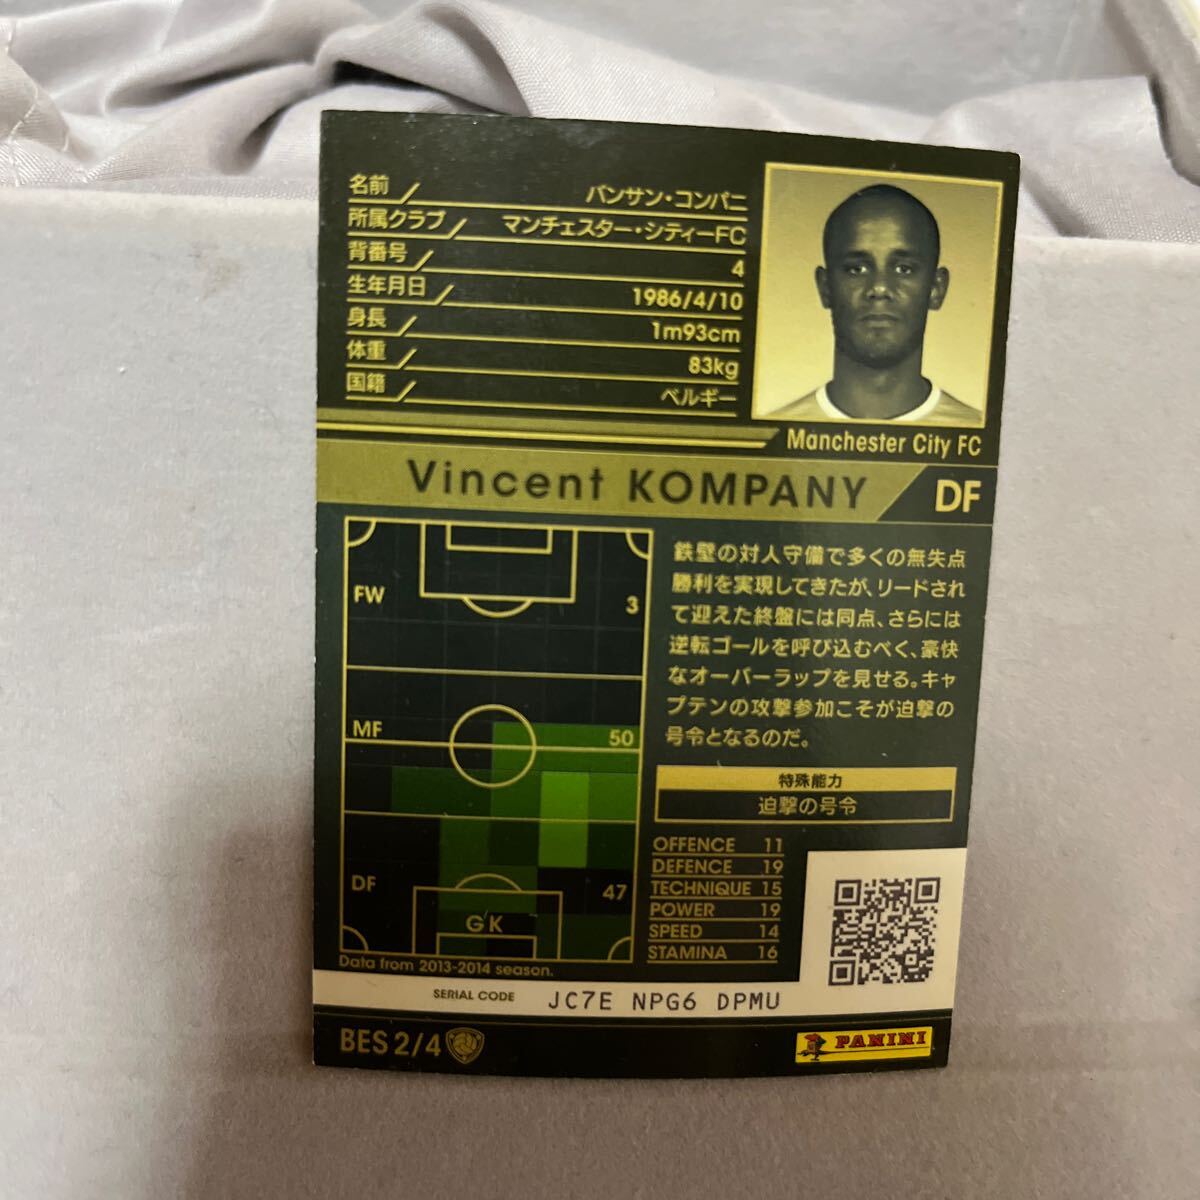 名前 バンサン・コンパニ
所属クラブ マンチェスター・シティーFC
背番号 4
生年月日 1986/4/10
身長 1m93cm
体重 83kg
国籍 ベルギー
Manchester City FC
Vincent KOMPANY DF
FW 3
MF 50
DF 47
GK
Data from 2013-2014 season.
鉄壁の対人守備で多くの無失点
勝利を実現してきたが、リードされ
て迎えた終盤には同点、さらには
逆転ゴールを呼び込むべく、豪快
なオーバーラップを見せる。キャ
プテンの攻撃参加こそが迫撃の
号令となるのだ。
特殊能力
迫撃の号令
OFFENCE 11
DEFENCE 19
TECHNIQUE 15
POWER 19
SPEED 14
STAMINA 16
SERIAL CODE JC7E NPG6 DPMU
BES 2/4
PANINI